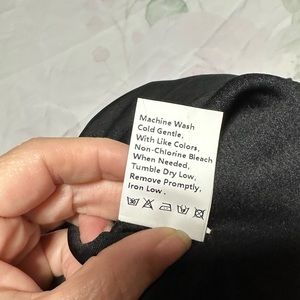 Machine Wash
Cold Gentle,
With Like Colors,
Non-Chlorine Bleach
When Needed,
Tumble Dry Low,
Remove Promptly,
Iron Low.